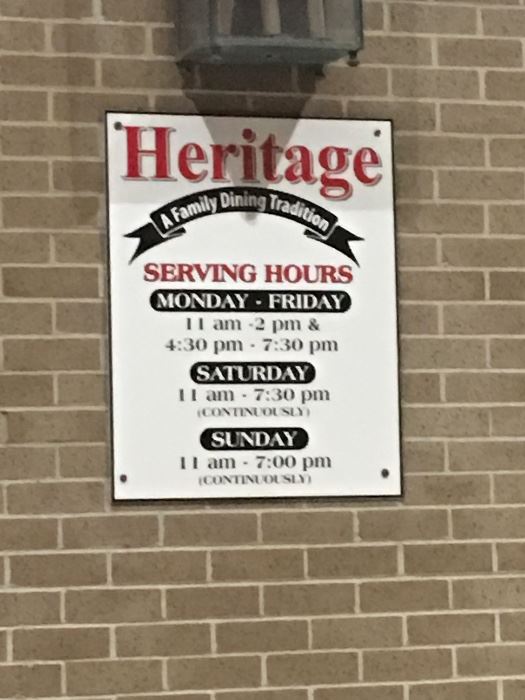 Heritage
A Family Dining Tradition
SERVING HOURS
MONDAY - FRIDAY
11 am -2 pm &
4:30 pm - 7:30 pm
SATURDAY
11 am - 7:30 pm
(CONTINUOUSLY)
SUNDAY
11 am - 7:00 pm
(CONTINUOUSLY)